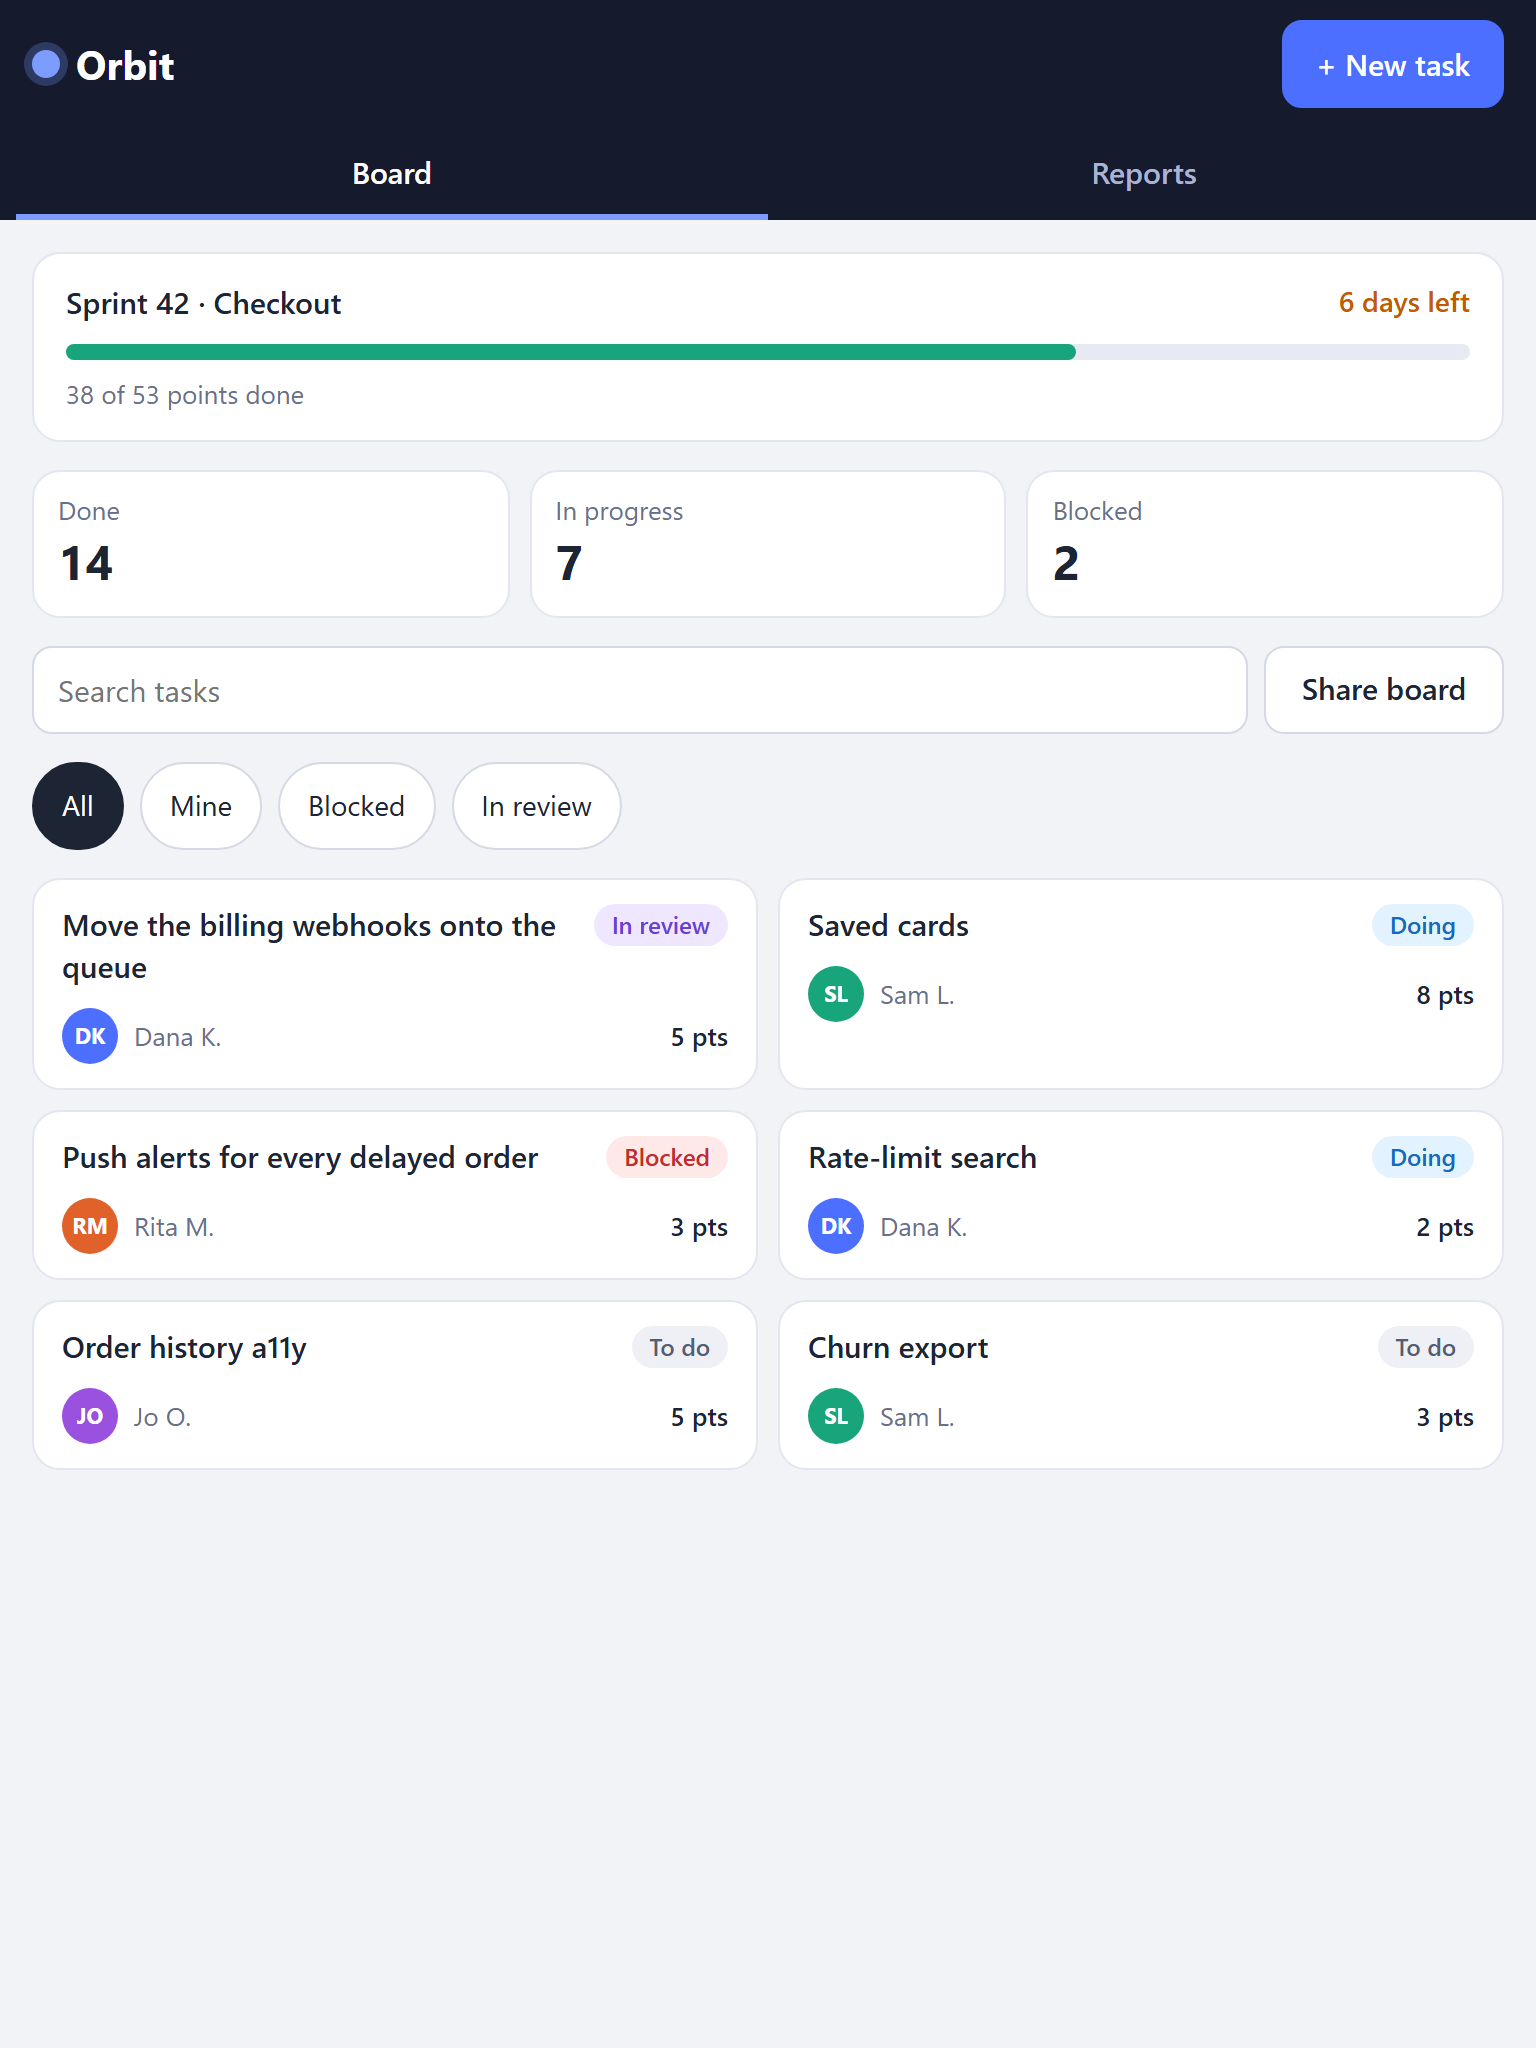 Orbit
+ New task
Board
Reports
Sprint 42 · Checkout
6 days left
38 of 53 points done
Done
14
In progress
7
Blocked
2
Search tasks
Share board
All
Mine
Blocked
In review
Move the billing webhooks onto the
queue
In review
DK
Dana K.
5 pts
Saved cards
Doing
SL
Sam L.
8 pts
Push alerts for every delayed order
Blocked
RM
Rita M.
3 pts
Rate-limit search
Doing
DK
Dana K.
2 pts
Order history a11y
To do
JO
Jo O.
5 pts
Churn export
To do
SL
Sam L.
3 pts